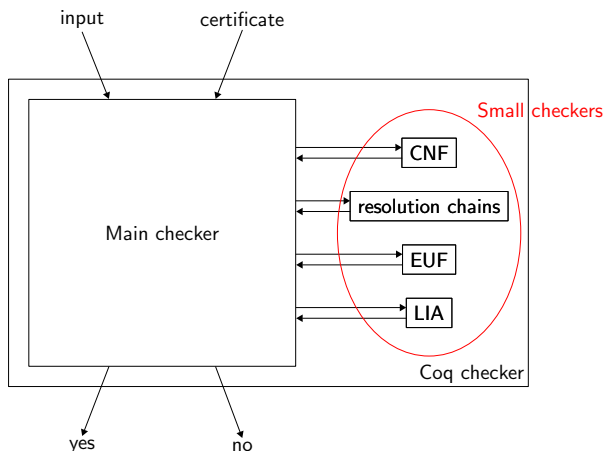 input
certificate
Small checkers
CNF
resolution chains
Main checker
EUF
LIA
Coq checker
yes
no